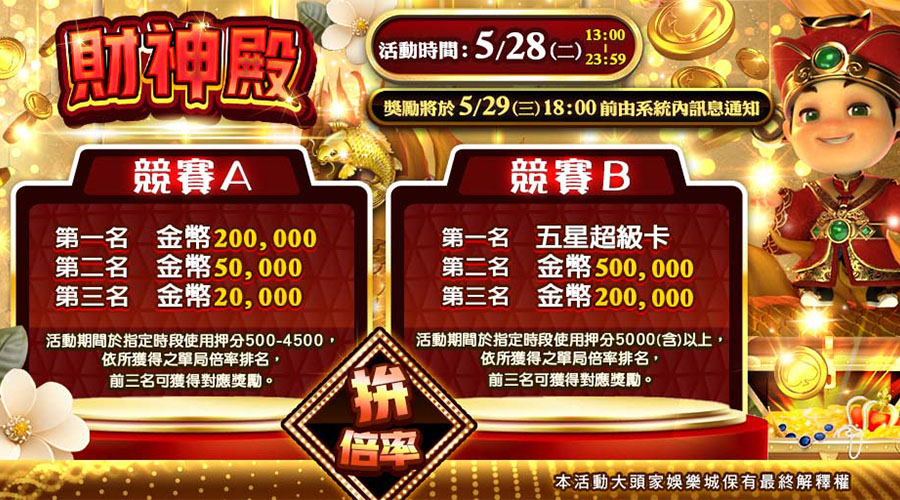 財神殿
活動時間：5/28(二) 13:00
|
23:59
獎勵將於 5/29(三) 18:00 前由系統內訊息通知
競賽A
第一名 金幣200,000
第二名 金幣50,000
第三名 金幣20,000
活動期間於指定時段使用押分500-4500，
依所獲得之單局倍率排名，
前三名可獲得對應獎勵。
競賽B
第一名 五星超級卡
第二名 金幣500,000
第三名 金幣200,000
活動期間於指定時段使用押分5000(含)以上，
依所獲得之單局倍率排名，
前三名可獲得對應獎勵。
拚
倍率
本活動大頭家娛樂城保有最終解釋權